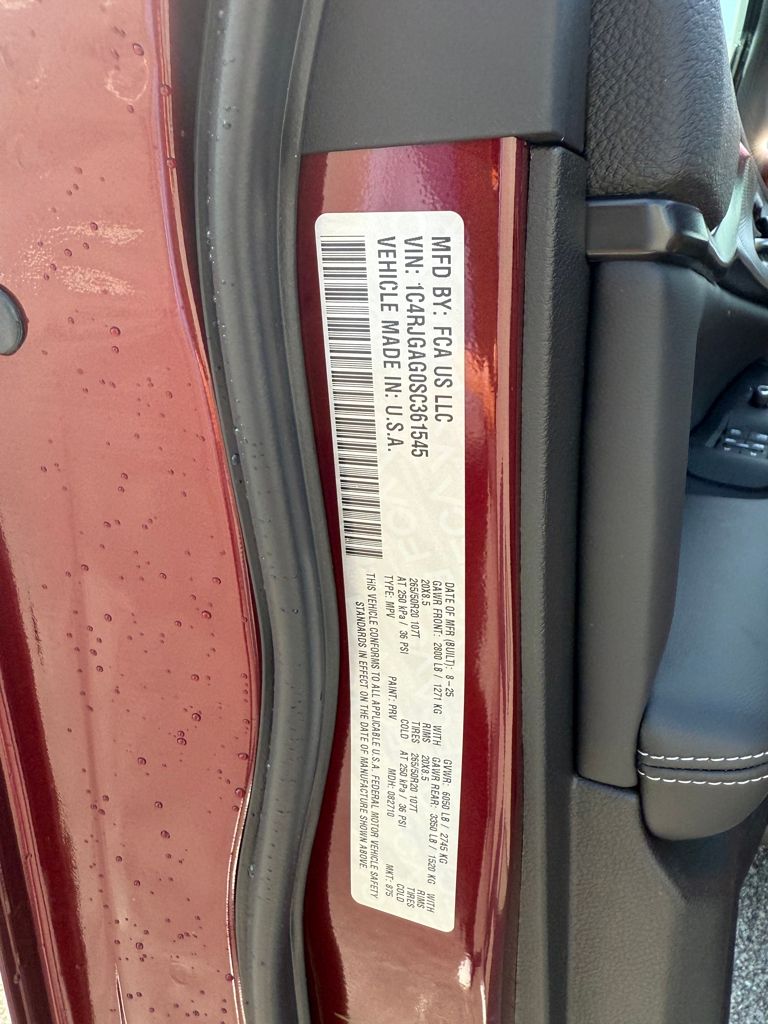 MFD BY: FCA US LLC
VIN: 1C4RJGAG0SC361545
VEHICLE MADE IN: U.S.A.
DATE OF MFR (BUILT): 8-25 GVWR: 6050 LB / 2745 KG
GAWR FRONT: 2800 LB / 1271 KG WITH GAWR REAR: 3350 LB / 1520 KG WITH
20X8.5 RIMS 20X8.5 RIMS
265/50R20 107T TIRES 265/50R20 107T TIRES
AT 250 kPa / 36 PSI COLD AT 250 kPa / 36 PSI COLD
TYPE: MPV PAINT: PRV MDH: 082710 MKT: 875
THIS VEHICLE CONFORMS TO ALL APPLICABLE U.S.A. FEDERAL MOTOR VEHICLE SAFETY
STANDARDS IN EFFECT ON THE DATE OF MANUFACTURE SHOWN ABOVE